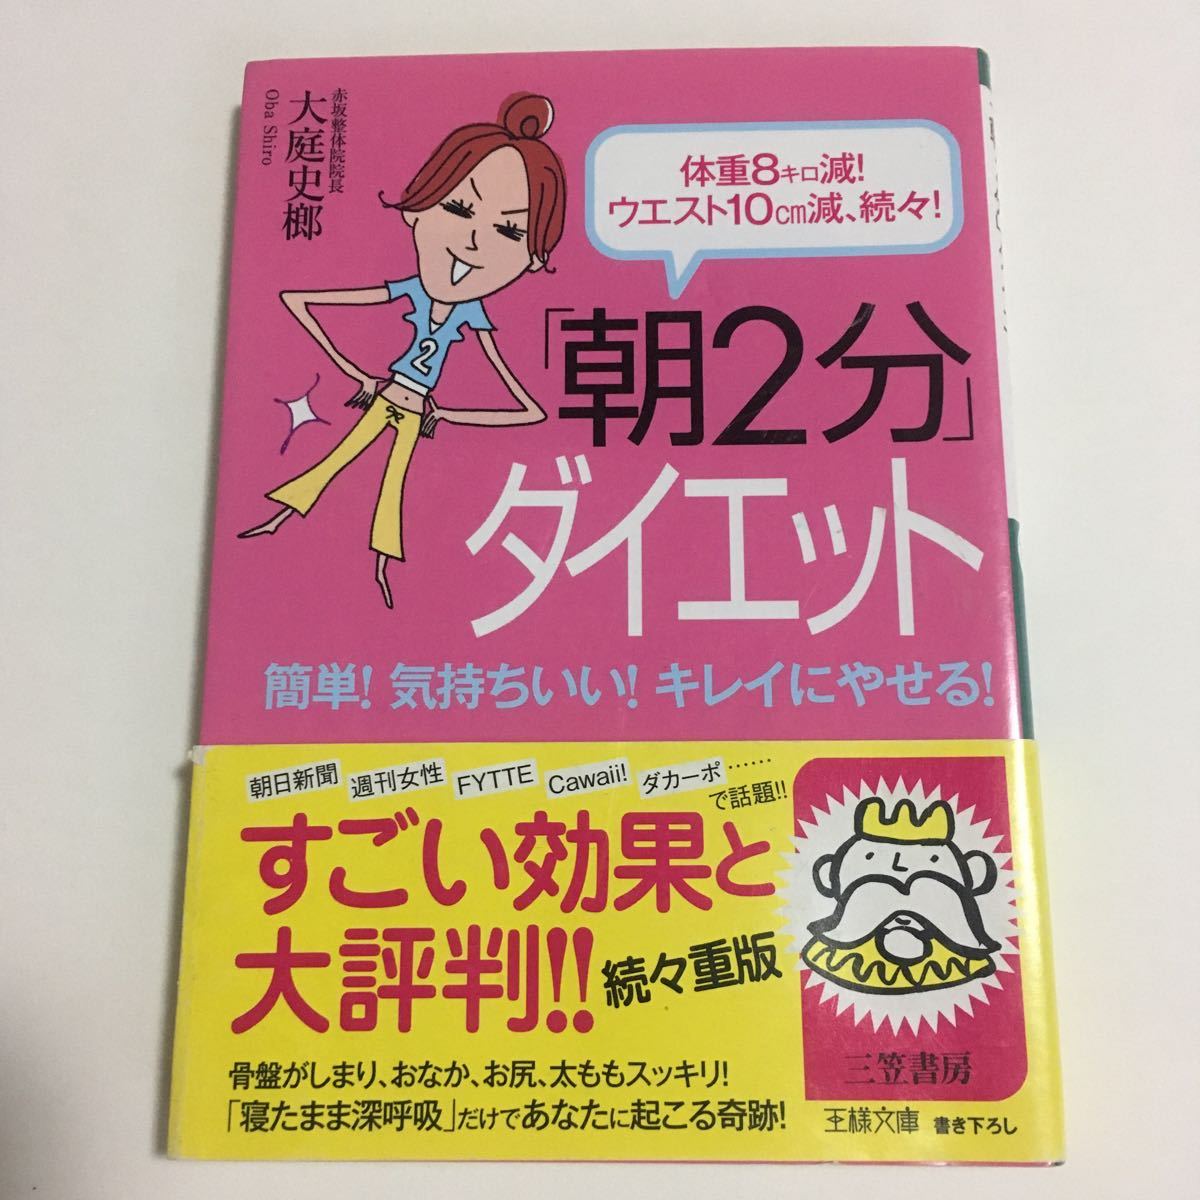 赤坂整体院院長
大庭史榔
Oba Shiro
体重8キロ減!
ウエスト10cm減、続々!
「朝2分」
ダイエット
2
簡単! 気持ちいい! キレイにやせる!
朝日新聞 週刊女性 FYTTE Cawaii! ダカーポ……
で話題!!
すごい効果と
大評判!! 続々重版
骨盤がしまり、おなか、お尻、太ももスッキリ!
「寝たまま深呼吸」だけであなたに起こる奇跡!
三笠書房
王様文庫 書き下ろし